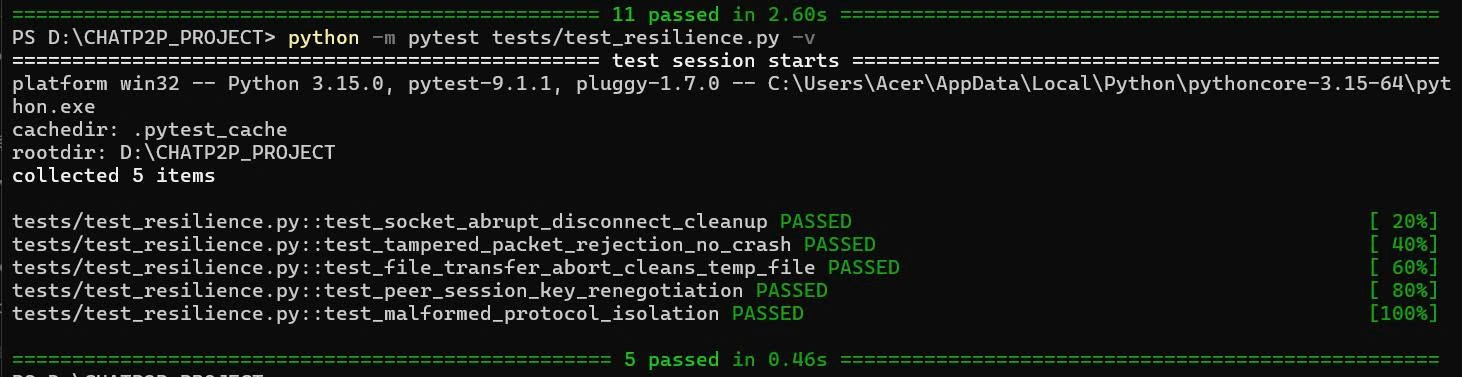 ================================================= 11 passed in 2.60s ==================================================
PS D:\CHATP2P_PROJECT> python -m pytest tests/test_resilience.py -v
================================================= test session starts =================================================
platform win32 -- Python 3.15.0, pytest-9.1.1, pluggy-1.7.0 -- C:\Users\Acer\AppData\Local\Python\pythoncore-3.15-64\pyt
hon.exe
cachedir: .pytest_cache
rootdir: D:\CHATP2P_PROJECT
collected 5 items
tests/test_resilience.py::test_socket_abrupt_disconnect_cleanup PASSED [ 20%]
tests/test_resilience.py::test_tampered_packet_rejection_no_crash PASSED [ 40%]
tests/test_resilience.py::test_file_transfer_abort_cleans_temp_file PASSED [ 60%]
tests/test_resilience.py::test_peer_session_key_renegotiation PASSED [ 80%]
tests/test_resilience.py::test_malformed_protocol_isolation PASSED [100%]
================================================== 5 passed in 0.46s ==================================================